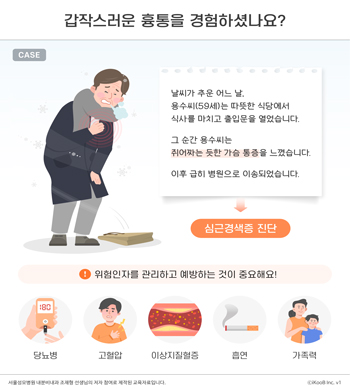 갑작스러운 흉통을 경험하셨나요?
CASE
날씨가 추운 어느 날,
용수씨(59세)는 따뜻한 식당에서
식사를 마치고 출입문을 열었습니다.
그 순간 용수씨는
쥐어짜는 듯한 가슴 통증을 느꼈습니다.
이후 급히 병원으로 이송되었습니다.
심근경색증 진단
! 위험인자를 관리하고 예방하는 것이 중요해요!
180
당뇨병
고혈압
이상지질혈증
흡연
가족력
서울성모병원 내분비내과 조재형 선생님의 저자 참여로 제작된 교육자료입니다.
ⓒiKooB Inc. v1